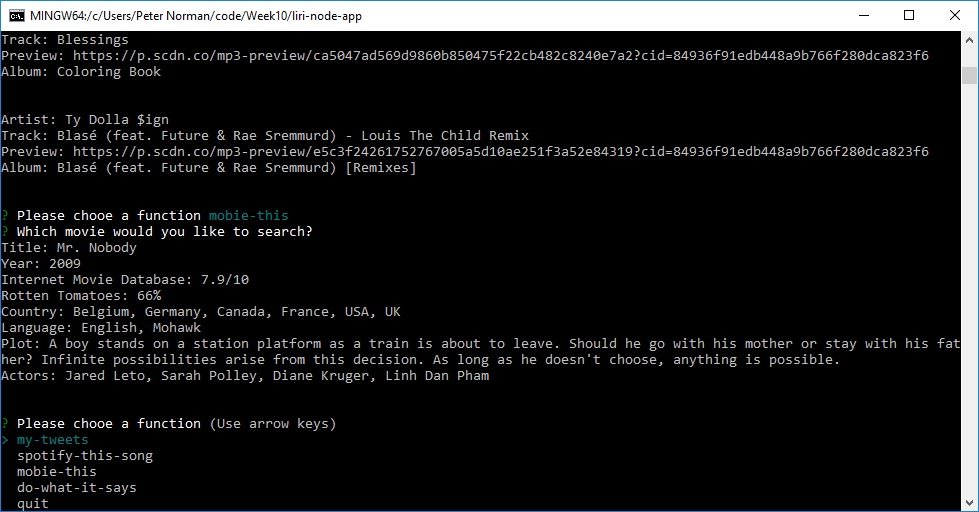 MINGW64:/c/Users/Peter Norman/code/Week10/liri-node-app
Track: Blessings
Preview: https://p.scdn.co/mp3-preview/ca5047ad569d9860b850475f22cb482c8240e7a2?cid=84936f91edb448a9b766f280dca823f6
Album: Coloring Book
Artist: Ty Dolla $ign
Track: Blasé (feat. Future & Rae Sremmurd) - Louis The Child Remix
Preview: https://p.scdn.co/mp3-preview/e5c3f24261752767005a5d10ae251f3a52e84319?cid=84936f91edb448a9b766f280dca823f6
Album: Blasé (feat. Future & Rae Sremmurd) [Remixes]
? Please chooe a function mobie-this
? Which movie would you like to search?
Title: Mr. Nobody
Year: 2009
Internet Movie Database: 7.9/10
Rotten Tomatoes: 66%
Country: Belgium, Germany, Canada, France, USA, UK
Language: English, Mohawk
Plot: A boy stands on a station platform as a train is about to leave. Should he go with his mother or stay with his fat
her? Infinite possibilities arise from this decision. As long as he doesn't choose, anything is possible.
Actors: Jared Leto, Sarah Polley, Diane Kruger, Linh Dan Pham
? Please chooe a function (Use arrow keys)
> my-tweets
spotify-this-song
mobie-this
do-what-it-says
quit